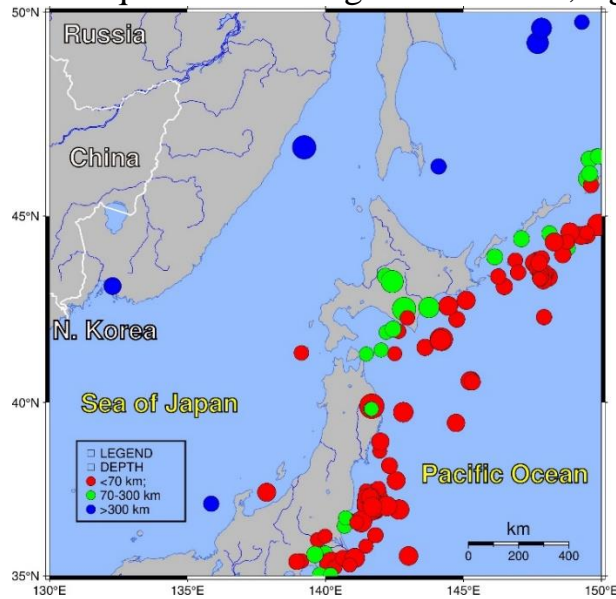 50°N
Russia
China
45°N
N. Korea
40°N
Sea of Japan
LEGEND
DEPTH
<70 km;
70-300 km
>300 km
Pacific Ocean
km
0 200 400
35°N
130°E 135°E 140°E 145°E 150°E